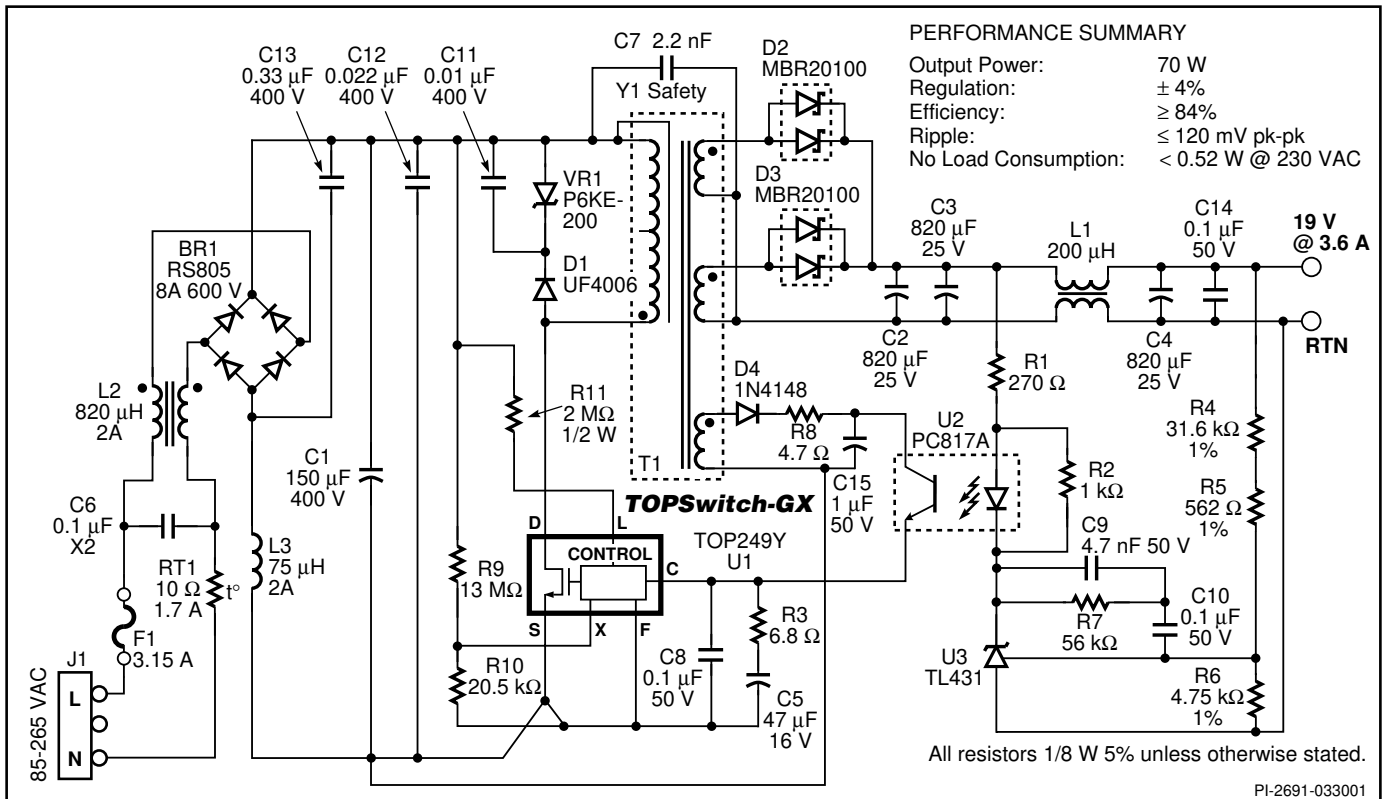 PERFORMANCE SUMMARY
Output Power: 70 W
Regulation: ± 4%
Efficiency: ≥ 84%
Ripple: ≤ 120 mV pk-pk
No Load Consumption: < 0.52 W @ 230 VAC
C13
0.33 µF
400 V
C12
0.022 µF
400 V
C11
0.01 µF
400 V
C7 2.2 nF
Y1 Safety
D2
MBR20100
D3
MBR20100
VR1
P6KE-
200
D1
UF4006
BR1
RS805
8A 600 V
C3
820 µF
25 V
L1
200 µH
C14
0.1 µF
50 V
19 V
@ 3.6 A
RTN
C2
820 µF
25 V
C4
820 µF
25 V
R1
270 Ω
L2
820 µH
2A
R11
2 MΩ
1/2 W
D4
1N4148
R8
4.7 Ω
T1
C15
1 µF
50 V
U2
PC817A
R2
1 kΩ
R4
31.6 kΩ
1%
R5
562 Ω
1%
C1
150 µF
400 V
C6
0.1 µF
X2
RT1
10 Ω
1.7 A
t°
L3
75 µH
2A
TOPSwitch-GX
D
L
CONTROL
C
S
X
F
TOP249Y
U1
R9
13 MΩ
R10
20.5 kΩ
R3
6.8 Ω
C8
0.1 µF
50 V
C5
47 µF
16 V
C9
4.7 nF 50 V
R7
56 kΩ
C10
0.1 µF
50 V
U3
TL431
R6
4.75 kΩ
1%
F1
3.15 A
J1
L
N
85-265 VAC
All resistors 1/8 W 5% unless otherwise stated.
PI-2691-033001